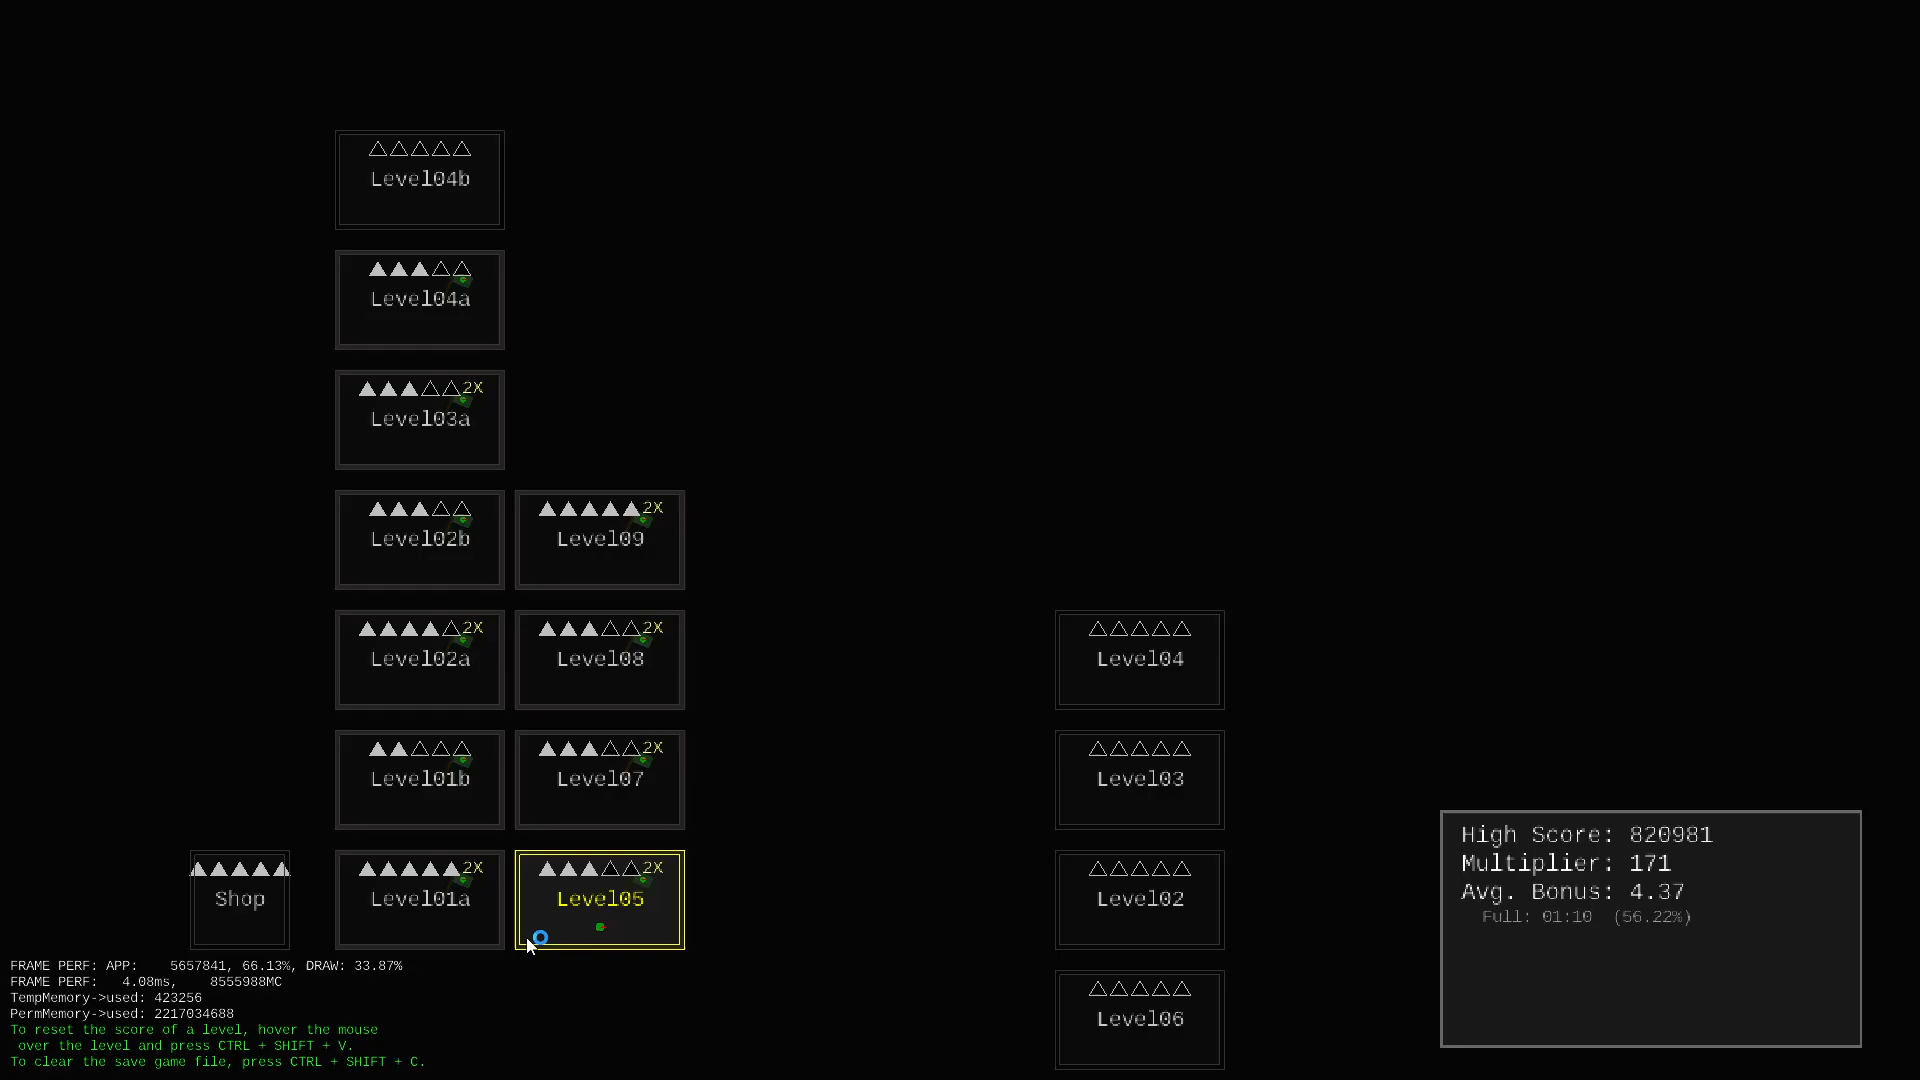 Level04b
Level04a
2X
Level03a
Level02b
2X
Level09
2X
Level02a
2X
Level08
Level04
Level01b
2X
Level07
Level03
Shop
2X
Level01a
2X
Level05
Level02
Level06
High Score: 820981
Multiplier: 171
Avg. Bonus: 4.37
Full: 01:10 (56.22%)
FRAME PERF: APP: 5657841, 66.13%, DRAW: 33.87%
FRAME PERF: 4.08ms, 8555988MC
TempMemory->used: 423256
PermMemory->used: 2217034688
To reset the score of a level, hover the mouse
over the level and press CTRL + SHIFT + V.
To clear the save game file, press CTRL + SHIFT + C.